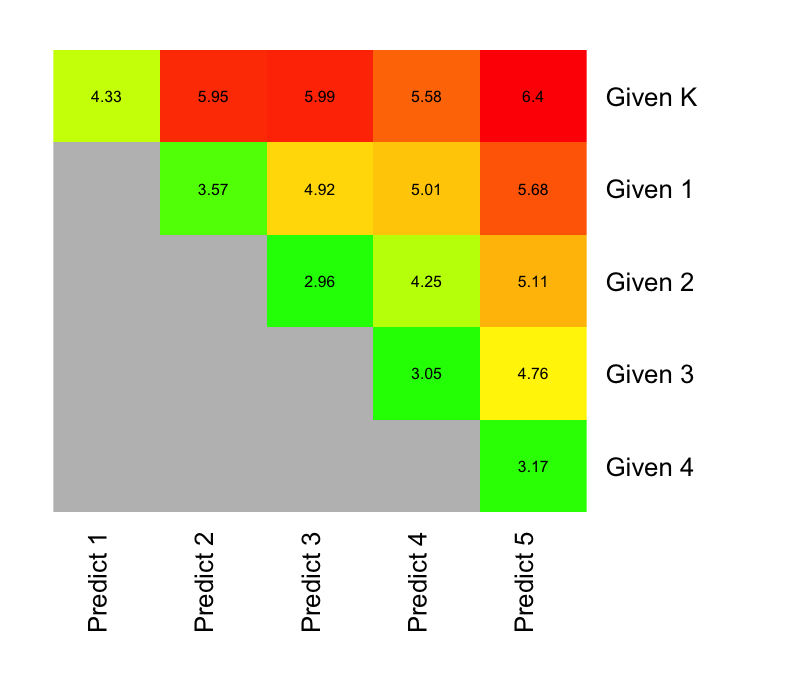 4.33 5.95 5.99 5.58 6.4 Given K
3.57 4.92 5.01 5.68 Given 1
2.96 4.25 5.11 Given 2
3.05 4.76 Given 3
3.17 Given 4
Predict 1
Predict 2
Predict 3
Predict 4
Predict 5